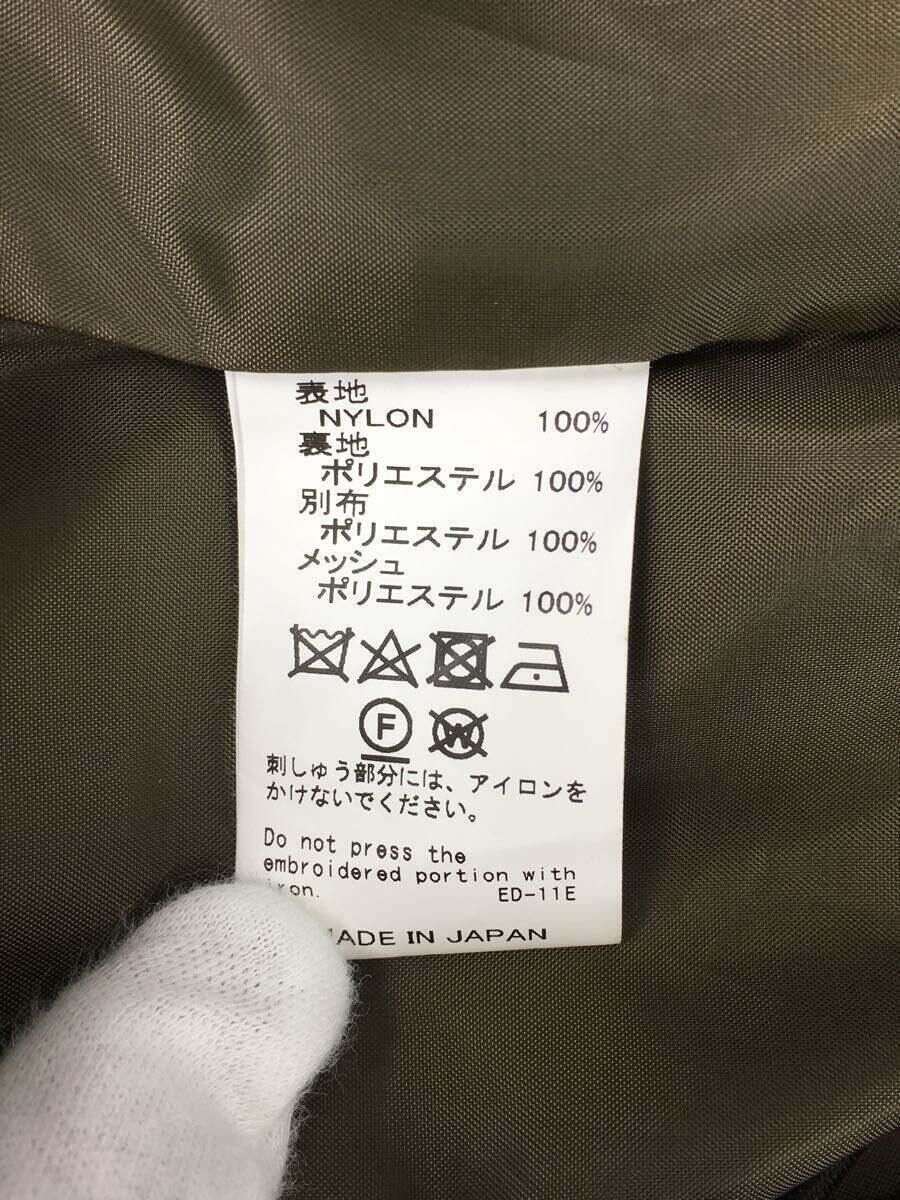 表地
NYLON 100%
裏地
ポリエステル 100%
別布
ポリエステル 100%
メッシュ
ポリエステル 100%
F
W
刺しゅう部分には、アイロンを
かけないでください。
Do not press the
embroidered portion with
iron. ED-11E
MADE IN JAPAN